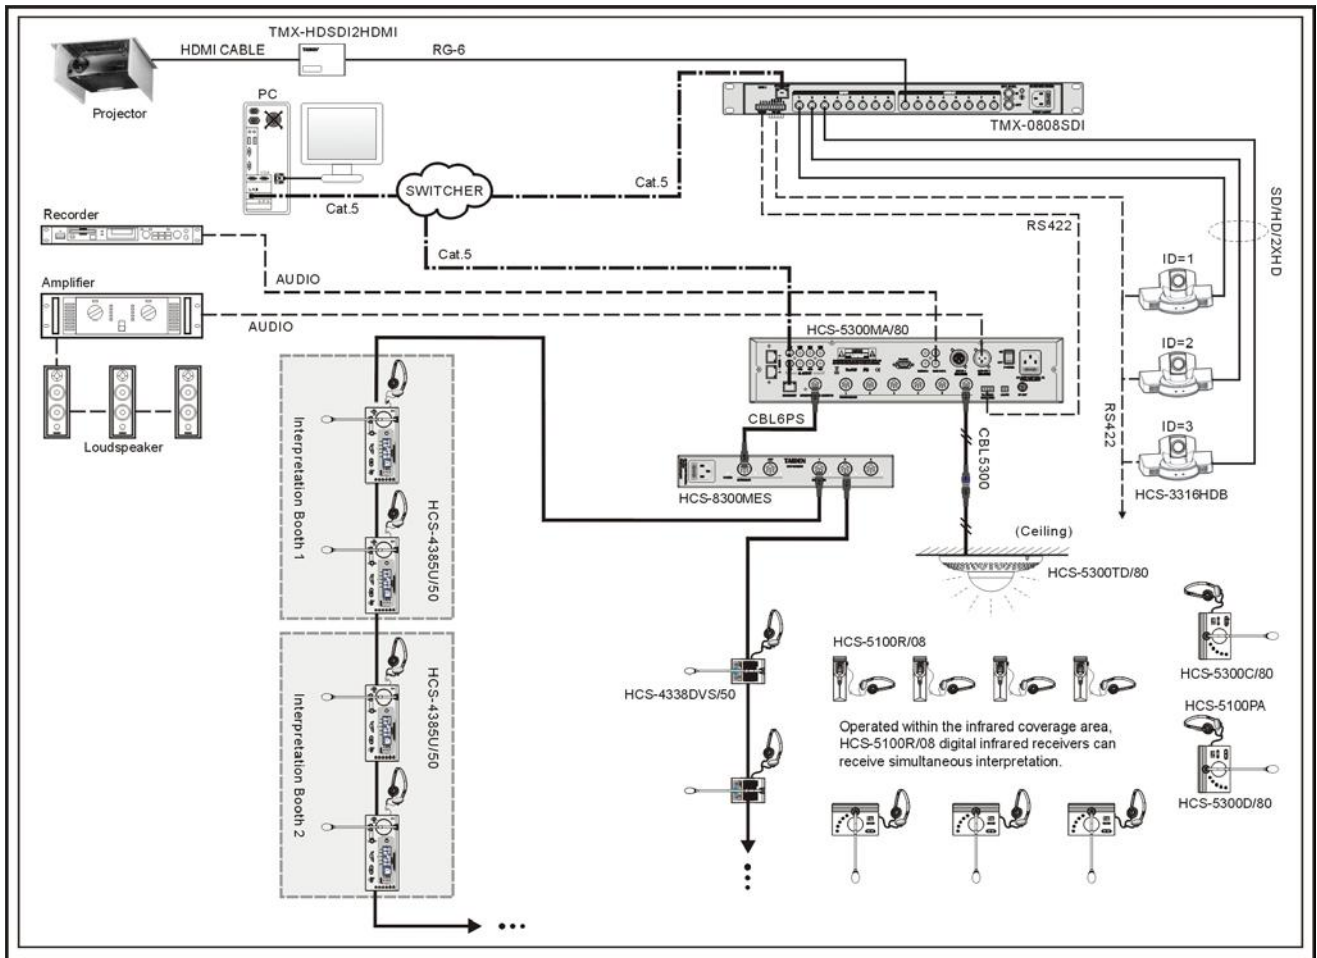 TMX-HDSDI2HDMI
HDMI CABLE
RG-6
Projector
PC
TMX-0808SDI
SWITCHER
Cat.5
Cat.5
Cat.5
Recorder
AUDIO
RS422
SD/HD/2XHD
ID=1
Amplifier
AUDIO
HCS-5300MA/80
ID=2
Loudspeaker
Interpretation Booth 1
HCS-4385U/50
CBL6PS
CBL5300
RS422
ID=3
HCS-3316HDB
TAIDEN
HCS-8300MES
(Ceiling)
HCS-5300TD/80
Interpretation Booth 2
HCS-4385U/50
HCS-4338DVS/50
HCS-5100R/08
HCS-5300C/80
HCS-5100PA
Operated within the infrared coverage area,
HCS-5100R/08 digital infrared receivers can
receive simultaneous interpretation.
HCS-5300D/80